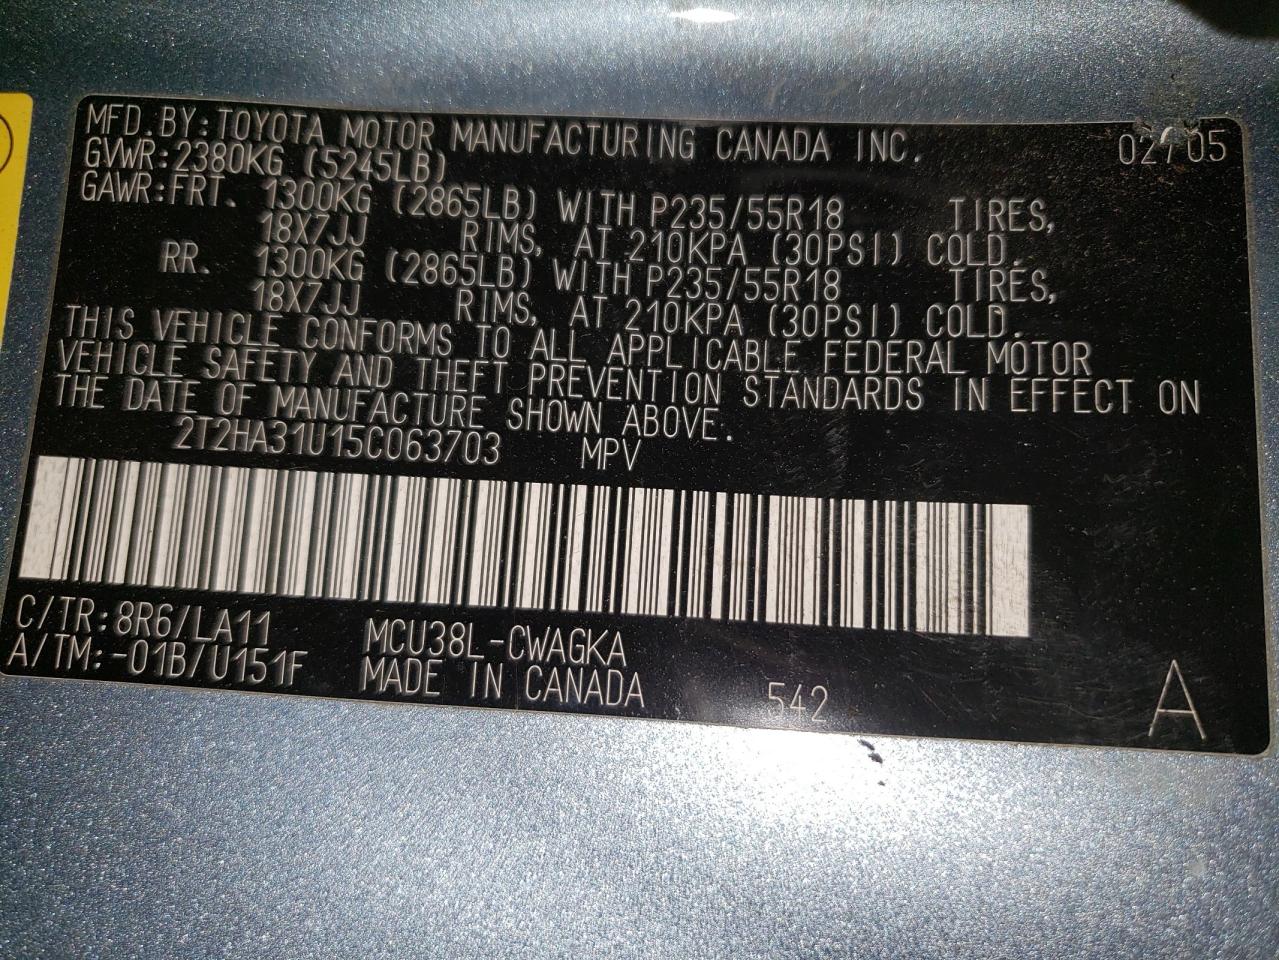 MFD.BY:TOYOTA MOTOR MANUFACTURING CANADA INC. 02/05
GVWR:2380KG (5245LB)
GAWR:FRT. 1300KG (2865LB) WITH P235/55R18 TIRES,
18X7JJ RIMS, AT 210KPA (30PSI) COLD.
RR. 1300KG (2865LB) WITH P235/55R18 TIRES,
18X7JJ RIMS, AT 210KPA (30PSI) COLD.
THIS VEHICLE CONFORMS TO ALL APPLICABLE FEDERAL MOTOR
VEHICLE SAFETY AND THEFT PREVENTION STANDARDS IN EFFECT ON
THE DATE OF MANUFACTURE SHOWN ABOVE.
2T2HA31U15C063703 MPV
C/TR:8R6/LA11 MCU38L-CWAGKA
A/TM:-01B/U151F MADE IN CANADA 542 A